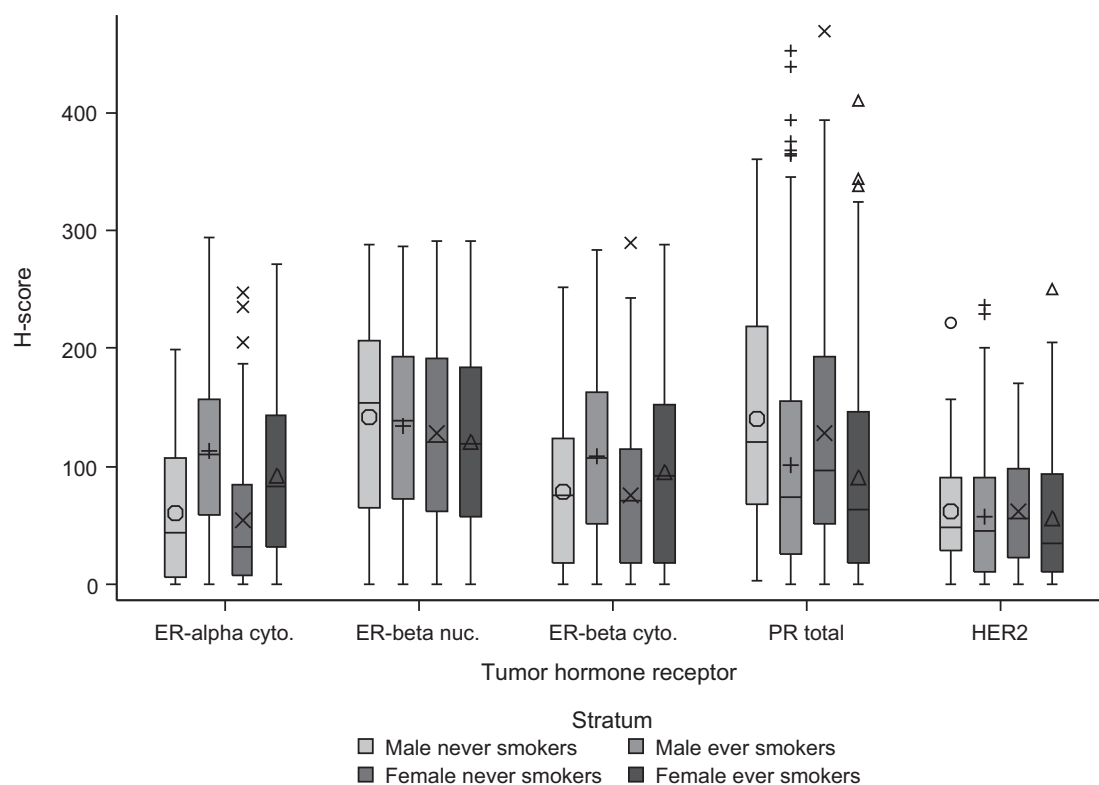 H-score
400
300
200
100
0
ER-alpha cyto.
ER-beta nuc.
ER-beta cyto.
PR total
HER2
Tumor hormone receptor
Stratum
Male never smokers
Male ever smokers
Female never smokers
Female ever smokers